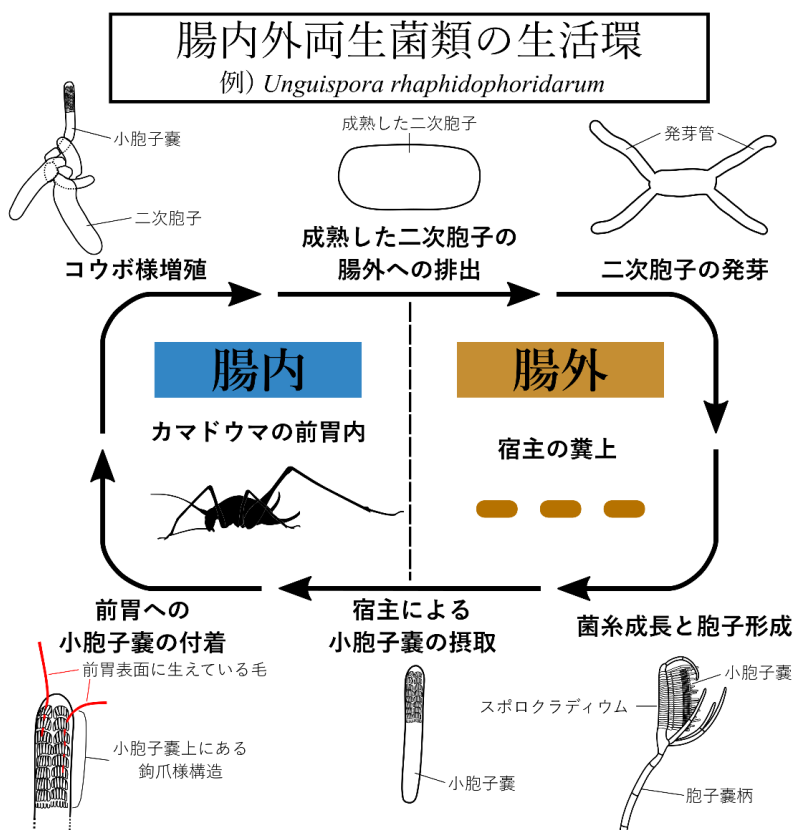 腸内外両生菌類の生活環
例) Unguispora rhaphidophoridarum
小胞子嚢
二次胞子
コウボ様増殖
成熟した二次胞子
成熟した二次胞子の
腸外への排出
発芽管
二次胞子の発芽
腸内
カマドウマの前胃内
腸外
宿主の糞上
前胃への
小胞子嚢の付着
前胃表面に生えている毛
小胞子嚢上にある
鉤爪様構造
宿主による
小胞子嚢の摂取
小胞子嚢
菌糸成長と胞子形成
小胞子嚢
スポロクラディウム
胞子嚢柄